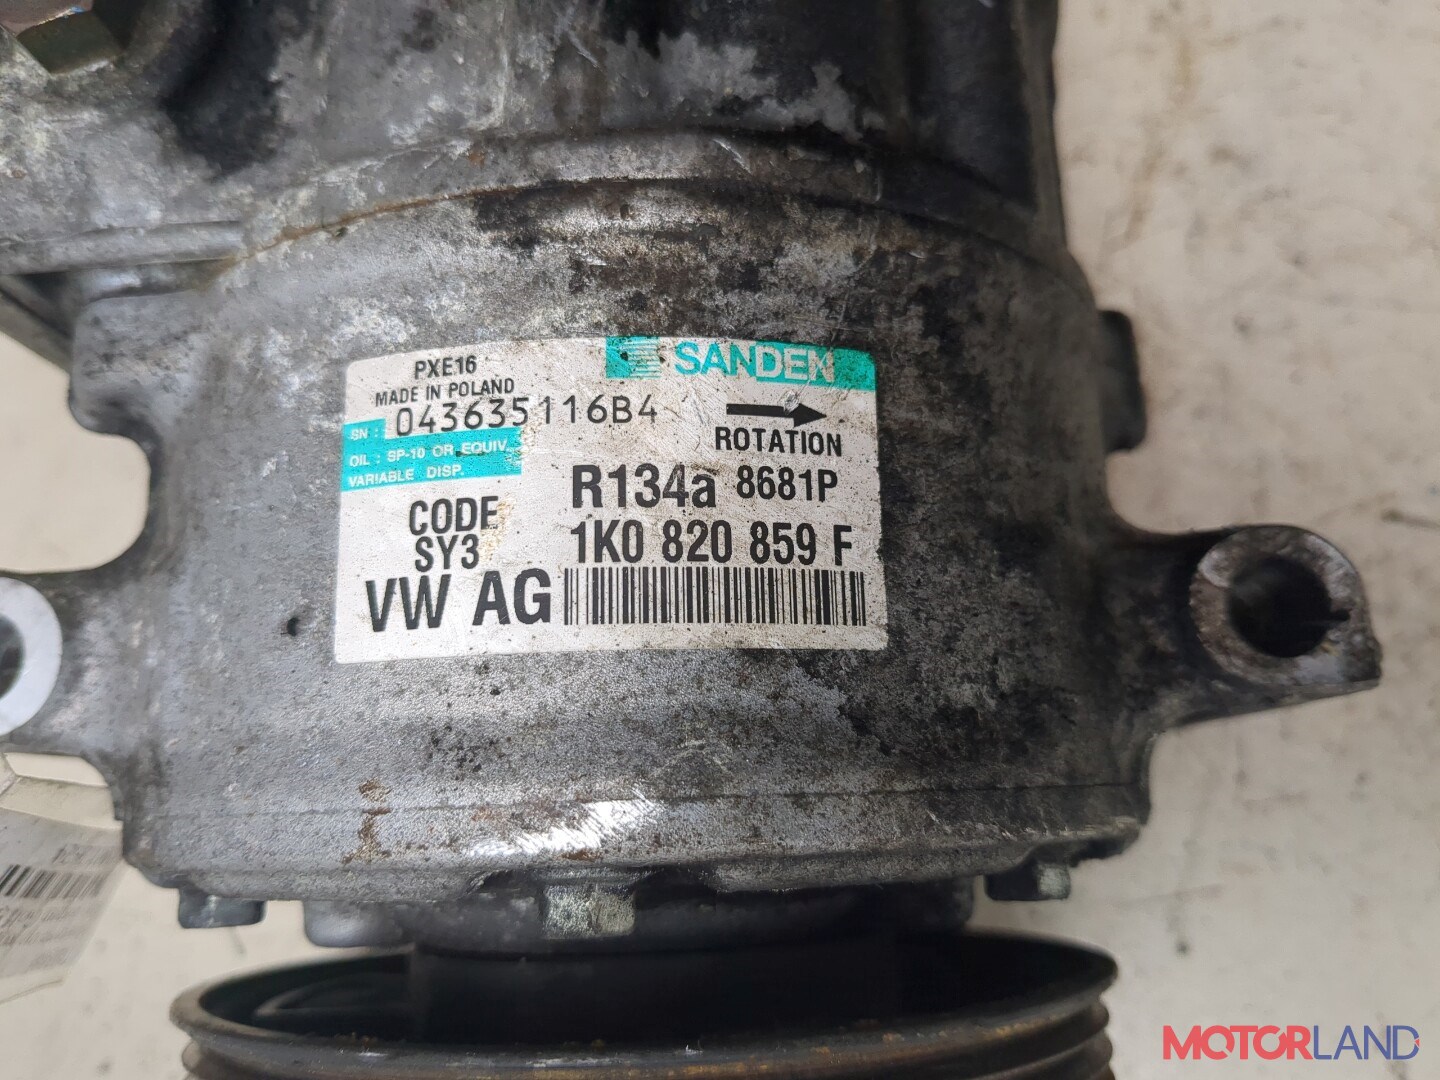 PXE16
SANDEN
MADE IN POLAND
SN : 043635116B4
ROTATION
OIL : SP-10 OR EQUIV.
VARIABLE DISP.
R134a 8681P
CODE
SY3
1K0 820 859 F
VW AG
MOTORLAND